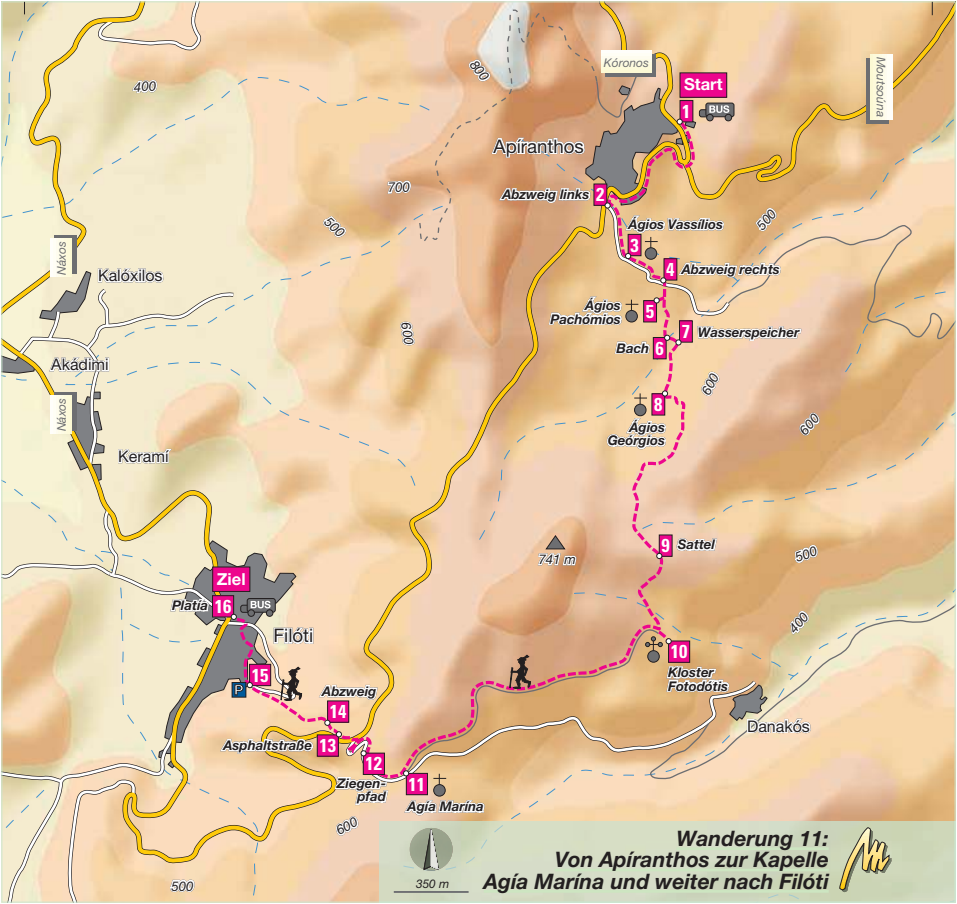 800
400
Kóronos
Moutsoúna
Start
1
BUS
Apíranthos
700
2
Abzweig links
500
500
Ágios Vassílios
3
Náxos
Kalóxilos
4
Abzweig rechts
Ágios
Pachómios
5
600
7
Wasserspeicher
Bach
6
Akádimi
600
8
Náxos
Ágios
Geórgios
600
Keramí
9
Sattel
741 m
500
Ziel
Platía
16
BUS
400
Filóti
10
Kloster
Fotodótis
15
P
Abzweig
14
Danakós
Asphaltstraße
13
12
Ziegen-
pfad
11
Agía Marína
600
500
350 m
Wanderung 11:
Von Apíranthos zur Kapelle
Agía Marína und weiter nach Filóti